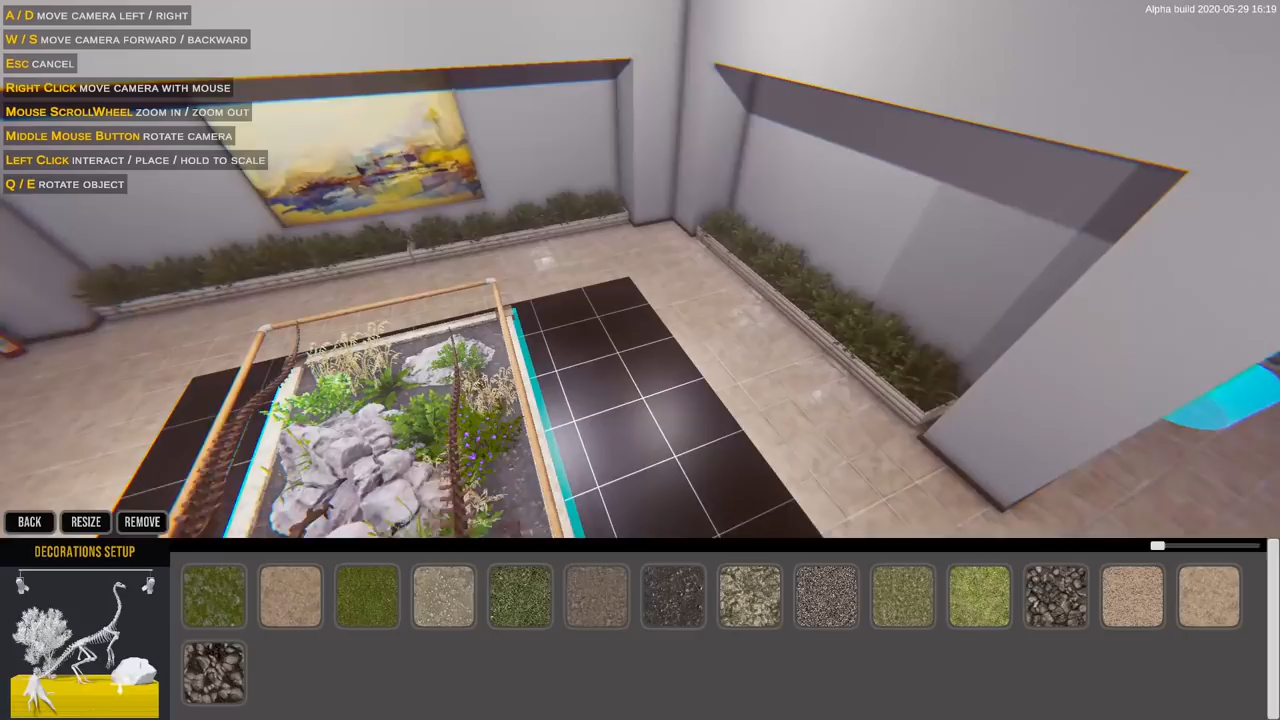 A / D MOVE CAMERA LEFT / RIGHT
Alpha build 2020-05-29 16:19
W / S MOVE CAMERA FORWARD / BACKWARD
ESC CANCEL
RIGHT CLICK MOVE CAMERA WITH MOUSE
MOUSE SCROLLWHEEL ZOOM IN / ZOOM OUT
MIDDLE MOUSE BUTTON ROTATE CAMERA
LEFT CLICK INTERACT / PLACE / HOLD TO SCALE
Q / E ROTATE OBJECT
BACK RESIZE REMOVE
DECORATIONS SETUP